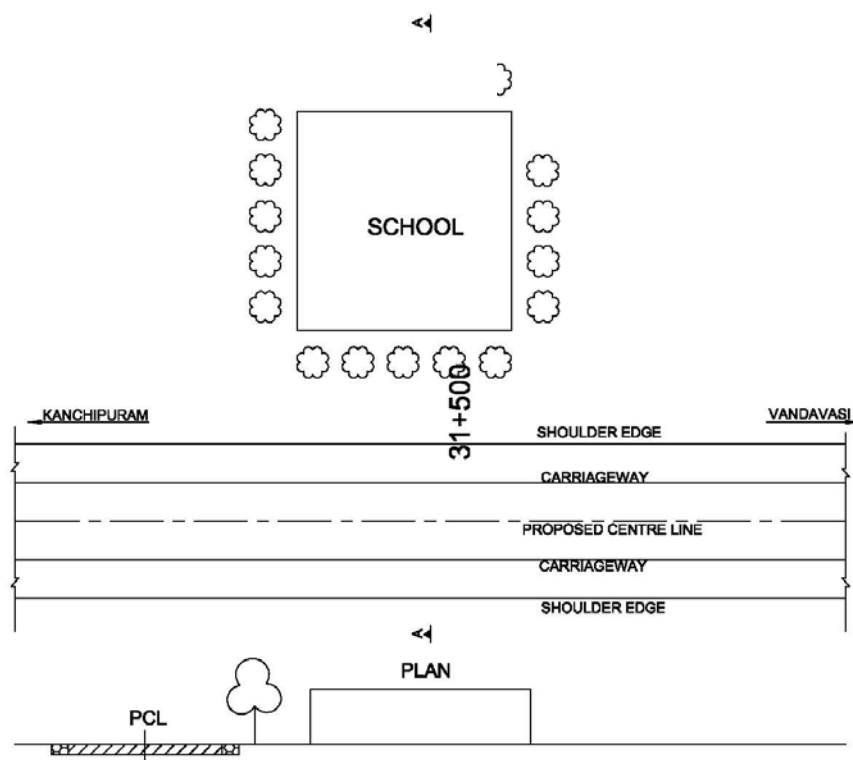 A
SCHOOL
31+500
KANCHIPURAM
VANDAVASI
SHOULDER EDGE
CARRIAGEWAY
PROPOSED CENTRE LINE
CARRIAGEWAY
SHOULDER EDGE
A
PLAN
PCL